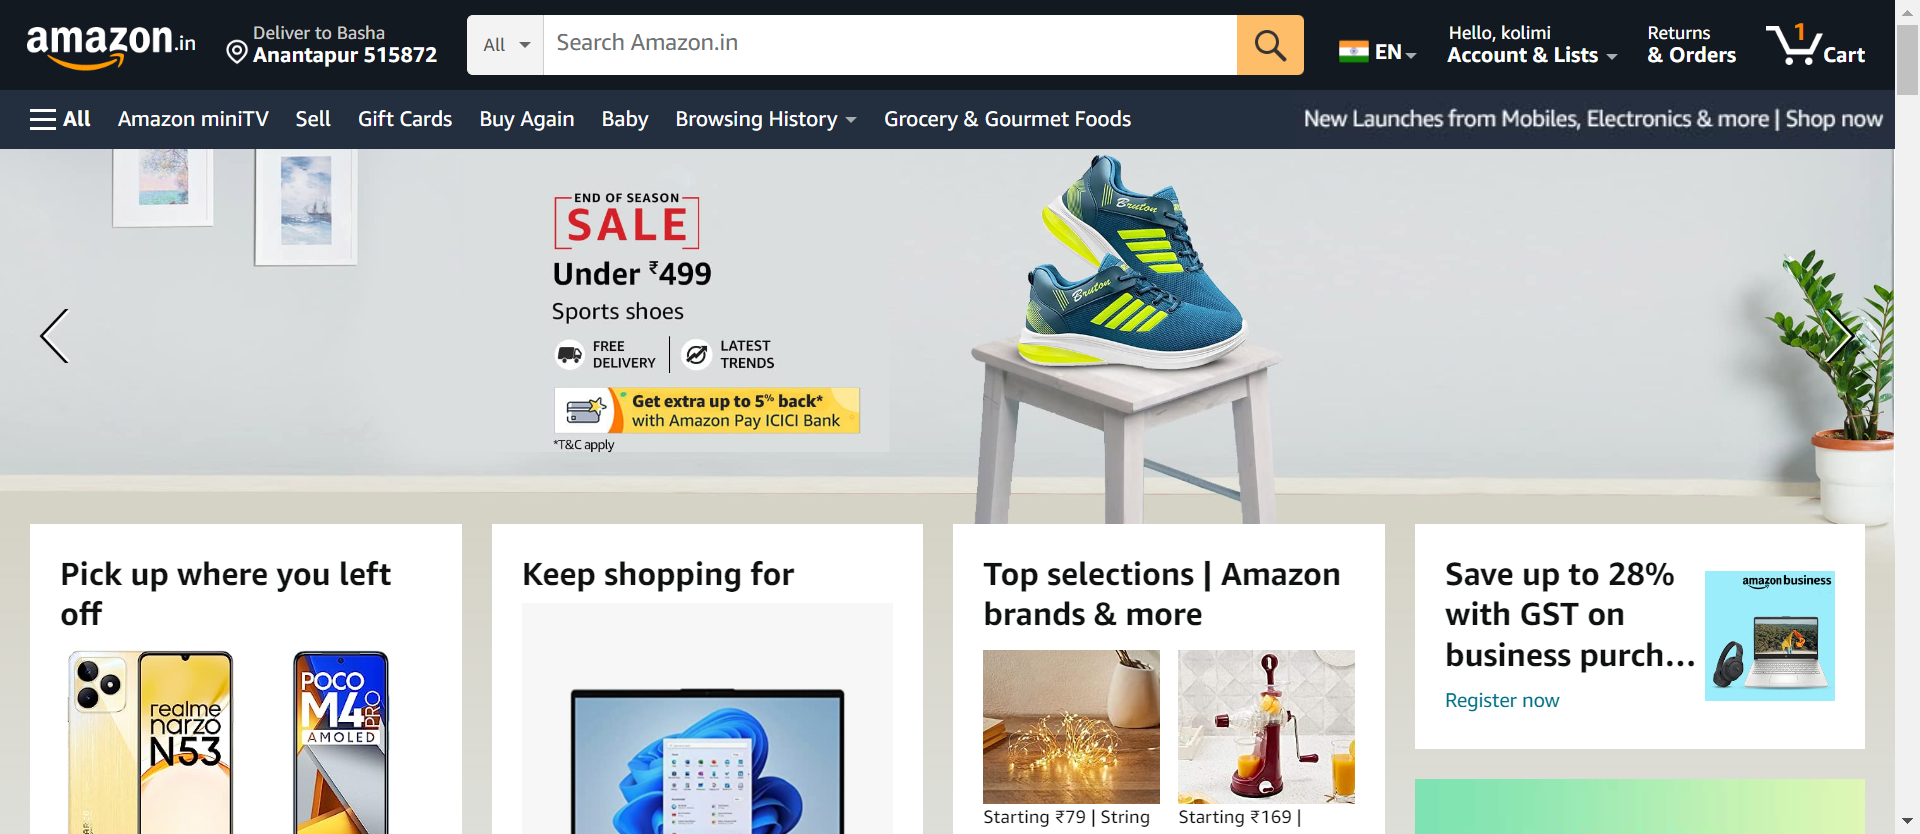 amazon.in
Deliver to Basha
Anantapur 515872
All
Search Amazon.in
EN
Hello, kolimi
Account & Lists
Returns
& Orders
1
Cart
All
Amazon miniTV
Sell
Gift Cards
Buy Again
Baby
Browsing History
Grocery & Gourmet Foods
New Launches from Mobiles, Electronics & more | Shop now
END OF SEASON
SALE
Under ₹499
Sports shoes
FREE
DELIVERY
LATEST
TRENDS
Get extra up to 5% back*
with Amazon Pay ICICI Bank
*T&C apply
Bruton
Bruton
Pick up where you left
off
realme
narzo
N53
POCO
M4
PRO
AMOLED
Keep shopping for
Top selections | Amazon
brands & more
Starting ₹79 | String
Starting ₹169 |
Save up to 28%
with GST on
business purch...
Register now
amazon business